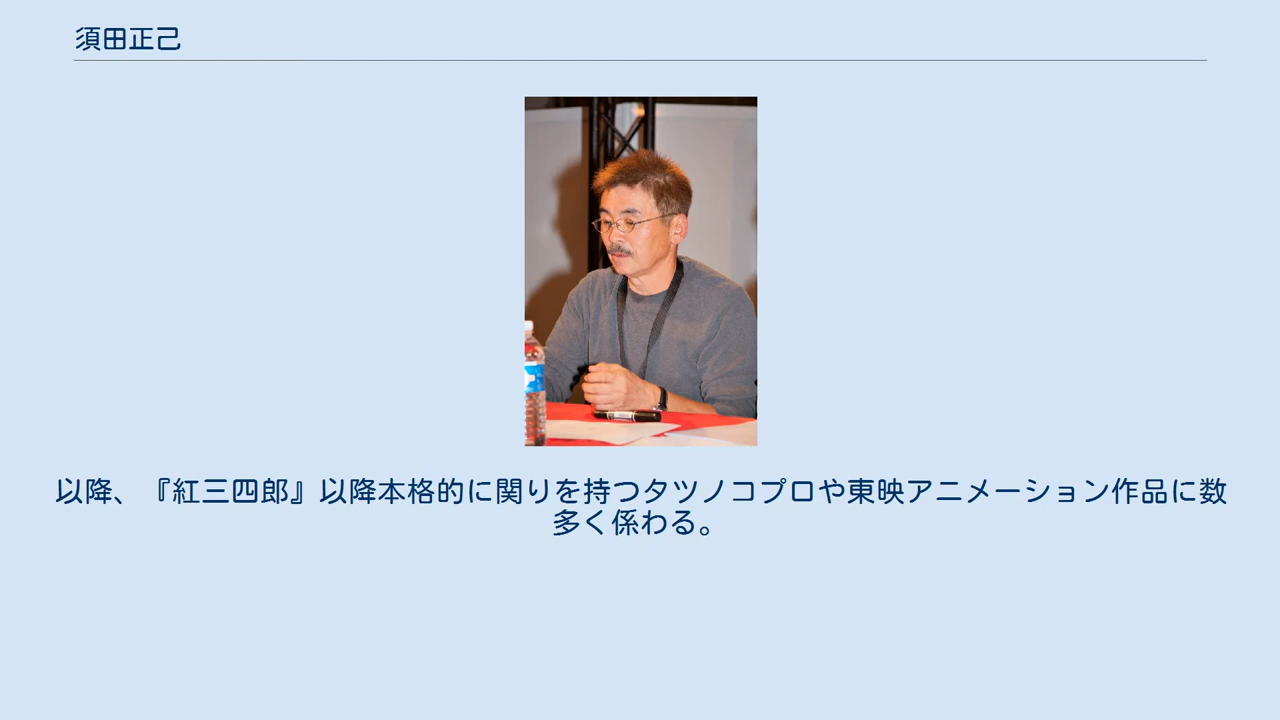 須田正己
以降、『紅三四郎』以降本格的に関りを持つタツノコプロや東映アニメーション作品に数
多く係わる。